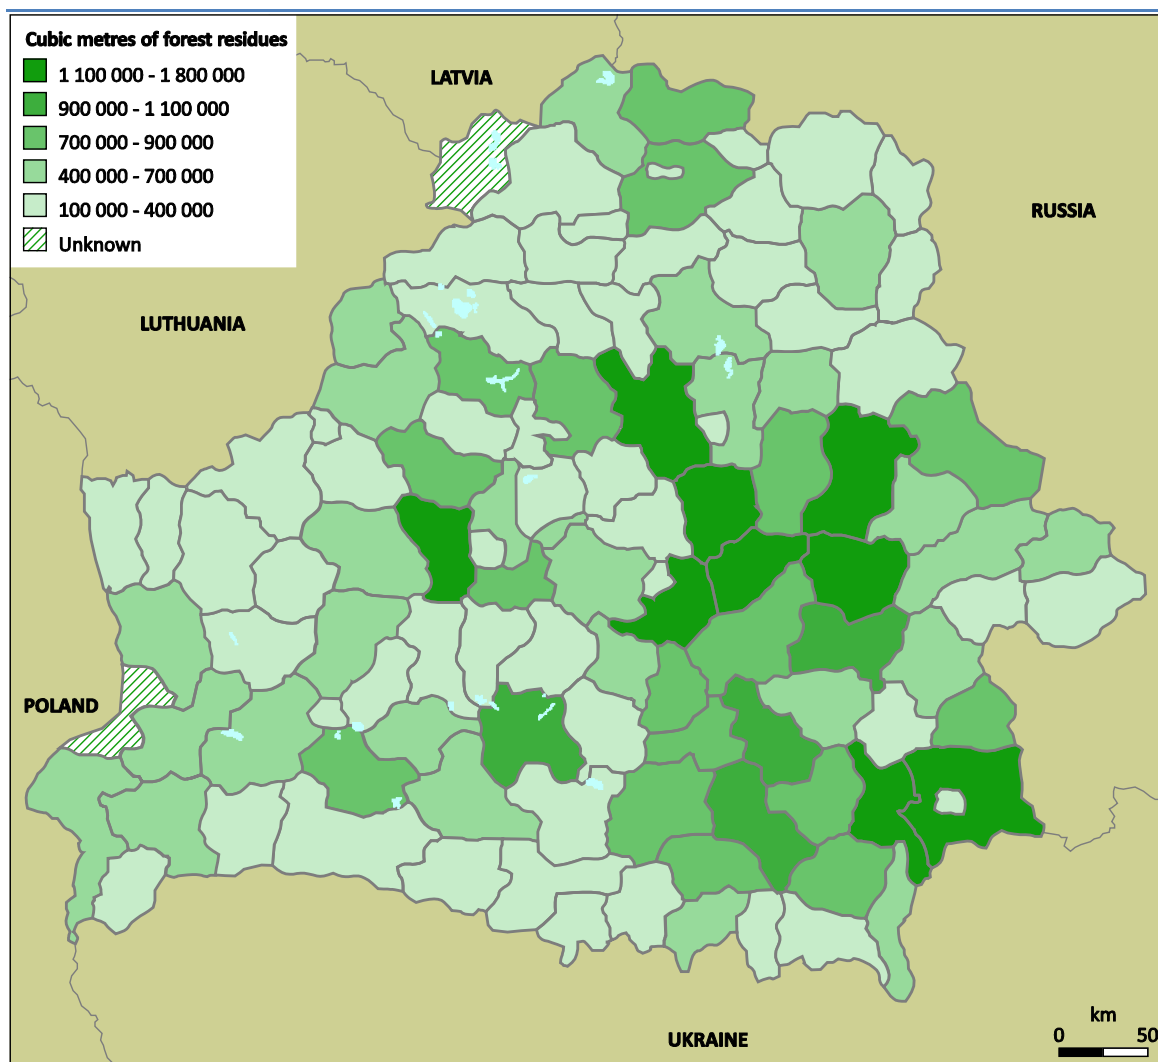 Cubic metres of forest residues
1 100 000 - 1 800 000
900 000 - 1 100 000
700 000 - 900 000
400 000 - 700 000
100 000 - 400 000
Unknown
LATVIA
RUSSIA
LUTHUANIA
POLAND
UKRAINE
km
0 50